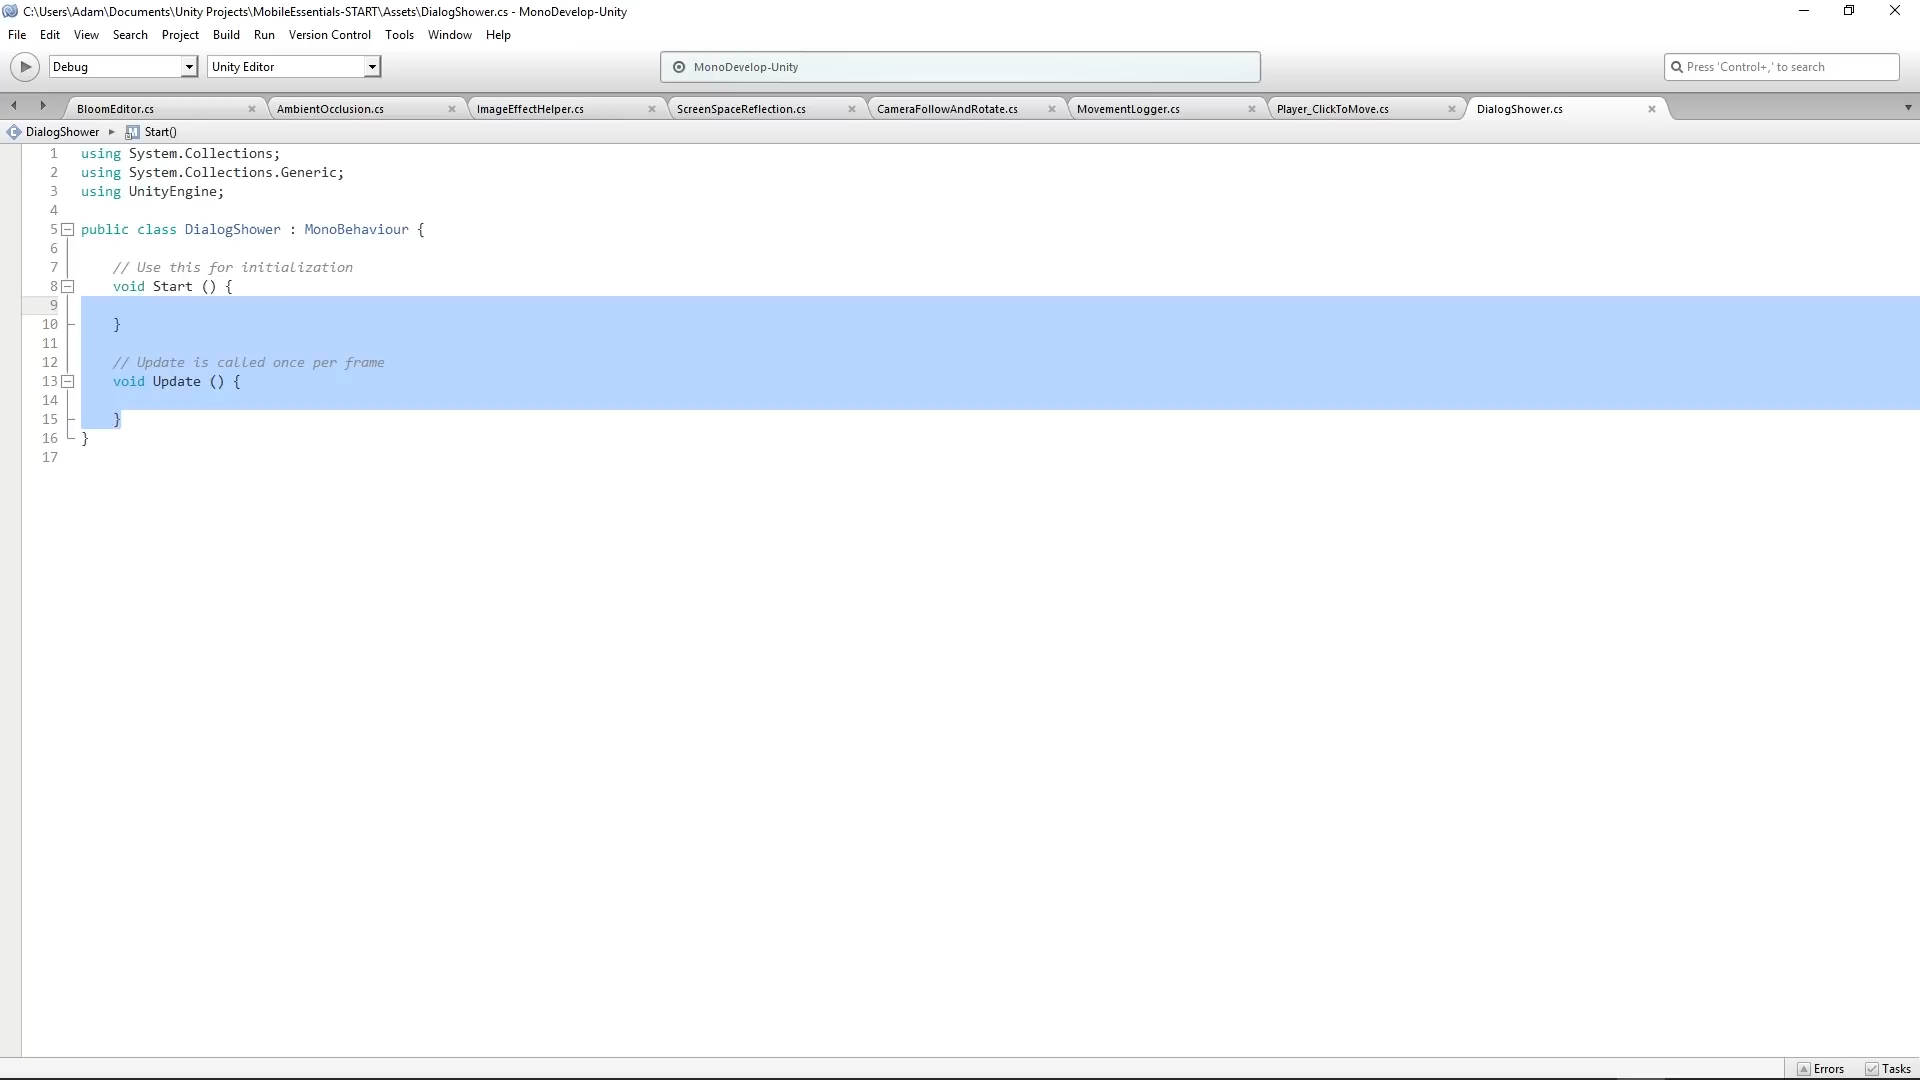 C:\Users\Adam\Documents\Unity Projects\MobileEssentials-START\Assets\DialogShower.cs - MonoDevelop-Unity
File Edit View Search Project Build Run Version Control Tools Window Help
Debug Unity Editor MonoDevelop-Unity Press 'Control+,' to search
BloomEditor.cs AmbientOcclusion.cs ImageEffectHelper.cs ScreenSpaceReflection.cs CameraFollowAndRotate.cs MovementLogger.cs Player_ClickToMove.cs DialogShower.cs
DialogShower Start()
1 using System.Collections;
2 using System.Collections.Generic;
3 using UnityEngine;
4
5 public class DialogShower : MonoBehaviour {
6
7 // Use this for initialization
8 void Start () {
9
10 }
11
12 // Update is called once per frame
13 void Update () {
14
15 }
16 }
17
Errors Tasks